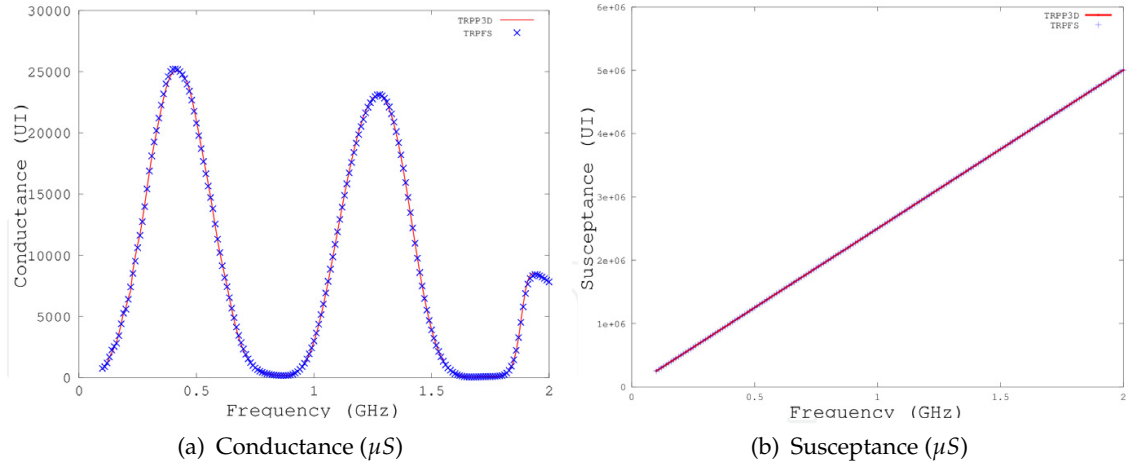 30000
25000
20000
15000
10000
5000
0
0
0.5
1
1.5
2
Conductance (UI)
Frequency (GHz)
TRPP3D
TRPFS
(a) Conductance (µS)
6e+06
5e+06
4e+06
3e+06
2e+06
1e+06
0
0.5
1
1.5
2
Susceptance (UI)
Frequency (GHz)
TRPP3D
TRPFS
(b) Susceptance (µS)